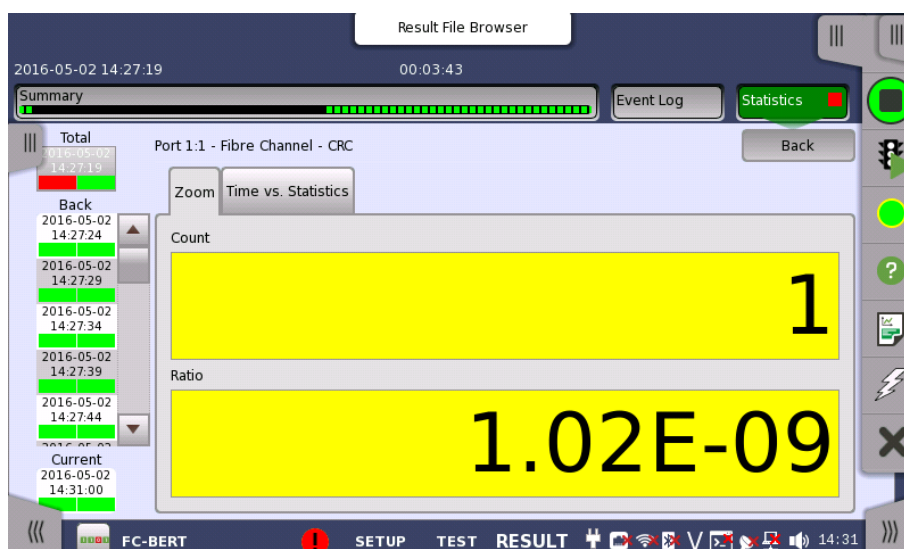 Result File Browser
2016-05-02 14:27:19
00:03:43
Summary
Event Log
Statistics
Total
2016-05-02
14:27:19
Port 1:1 - Fibre Channel - CRC
Back
Zoom
Time vs. Statistics
Back
2016-05-02
14:27:24
2016-05-02
14:27:29
2016-05-02
14:27:34
2016-05-02
14:27:39
2016-05-02
14:27:44
Current
2016-05-02
14:31:00
Count
1
Ratio
1.02E-09
FC-BERT
SETUP
TEST
RESULT
14:31